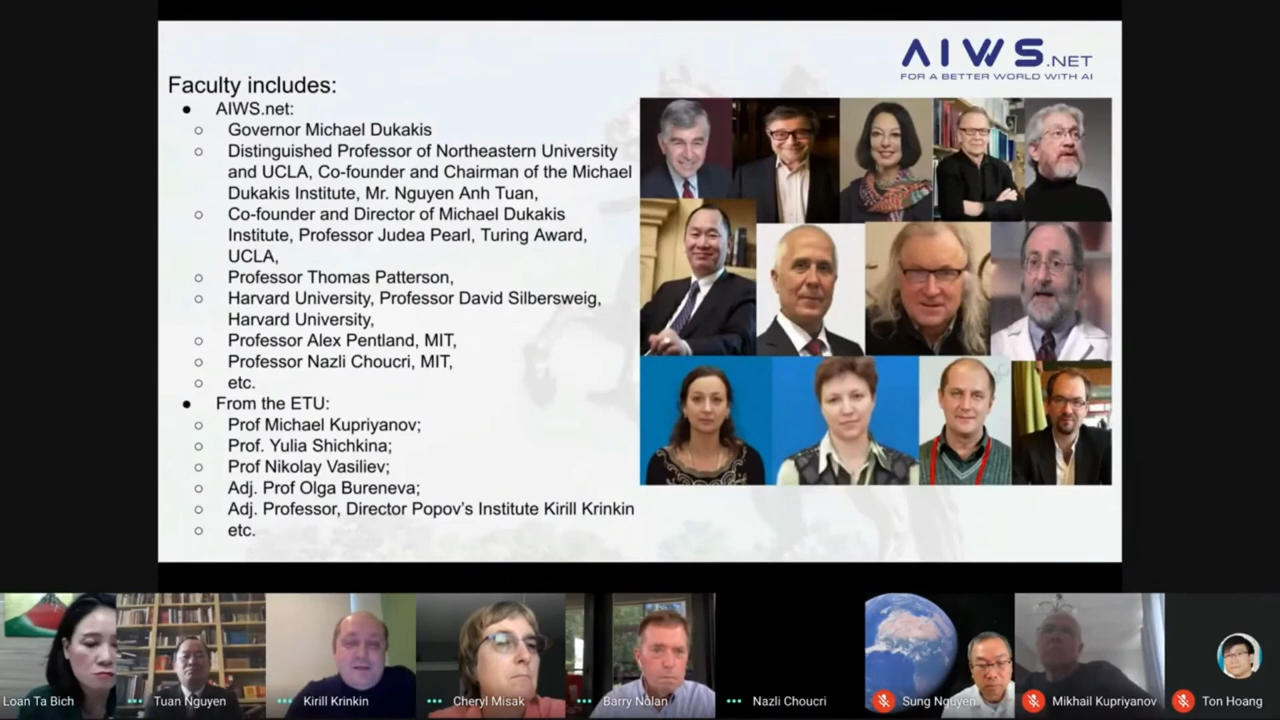 AIWS.NET
FOR A BETTER WORLD WITH AI
Faculty includes:
● AIWS.net:
○ Governor Michael Dukakis
○ Distinguished Professor of Northeastern University
and UCLA, Co-founder and Chairman of the Michael
Dukakis Institute, Mr. Nguyen Anh Tuan,
○ Co-founder and Director of Michael Dukakis
Institute, Professor Judea Pearl, Turing Award,
UCLA,
○ Professor Thomas Patterson,
○ Harvard University, Professor David Silbersweig,
Harvard University,
○ Professor Alex Pentland, MIT,
○ Professor Nazli Choucri, MIT,
○ etc.
● From the ETU:
○ Prof Michael Kupriyanov;
○ Prof. Yulia Shichkina;
○ Prof Nikolay Vasiliev;
○ Adj. Prof Olga Bureneva;
○ Adj. Professor, Director Popov's Institute Kirill Krinkin
○ etc.
Loan Ta Bich
Tuan Nguyen
Kirill Krinkin
Cheryl Misak
Barry Nolan
Nazli Choucri
Sung Nguyen
Mikhail Kupriyanov
Ton Hoang